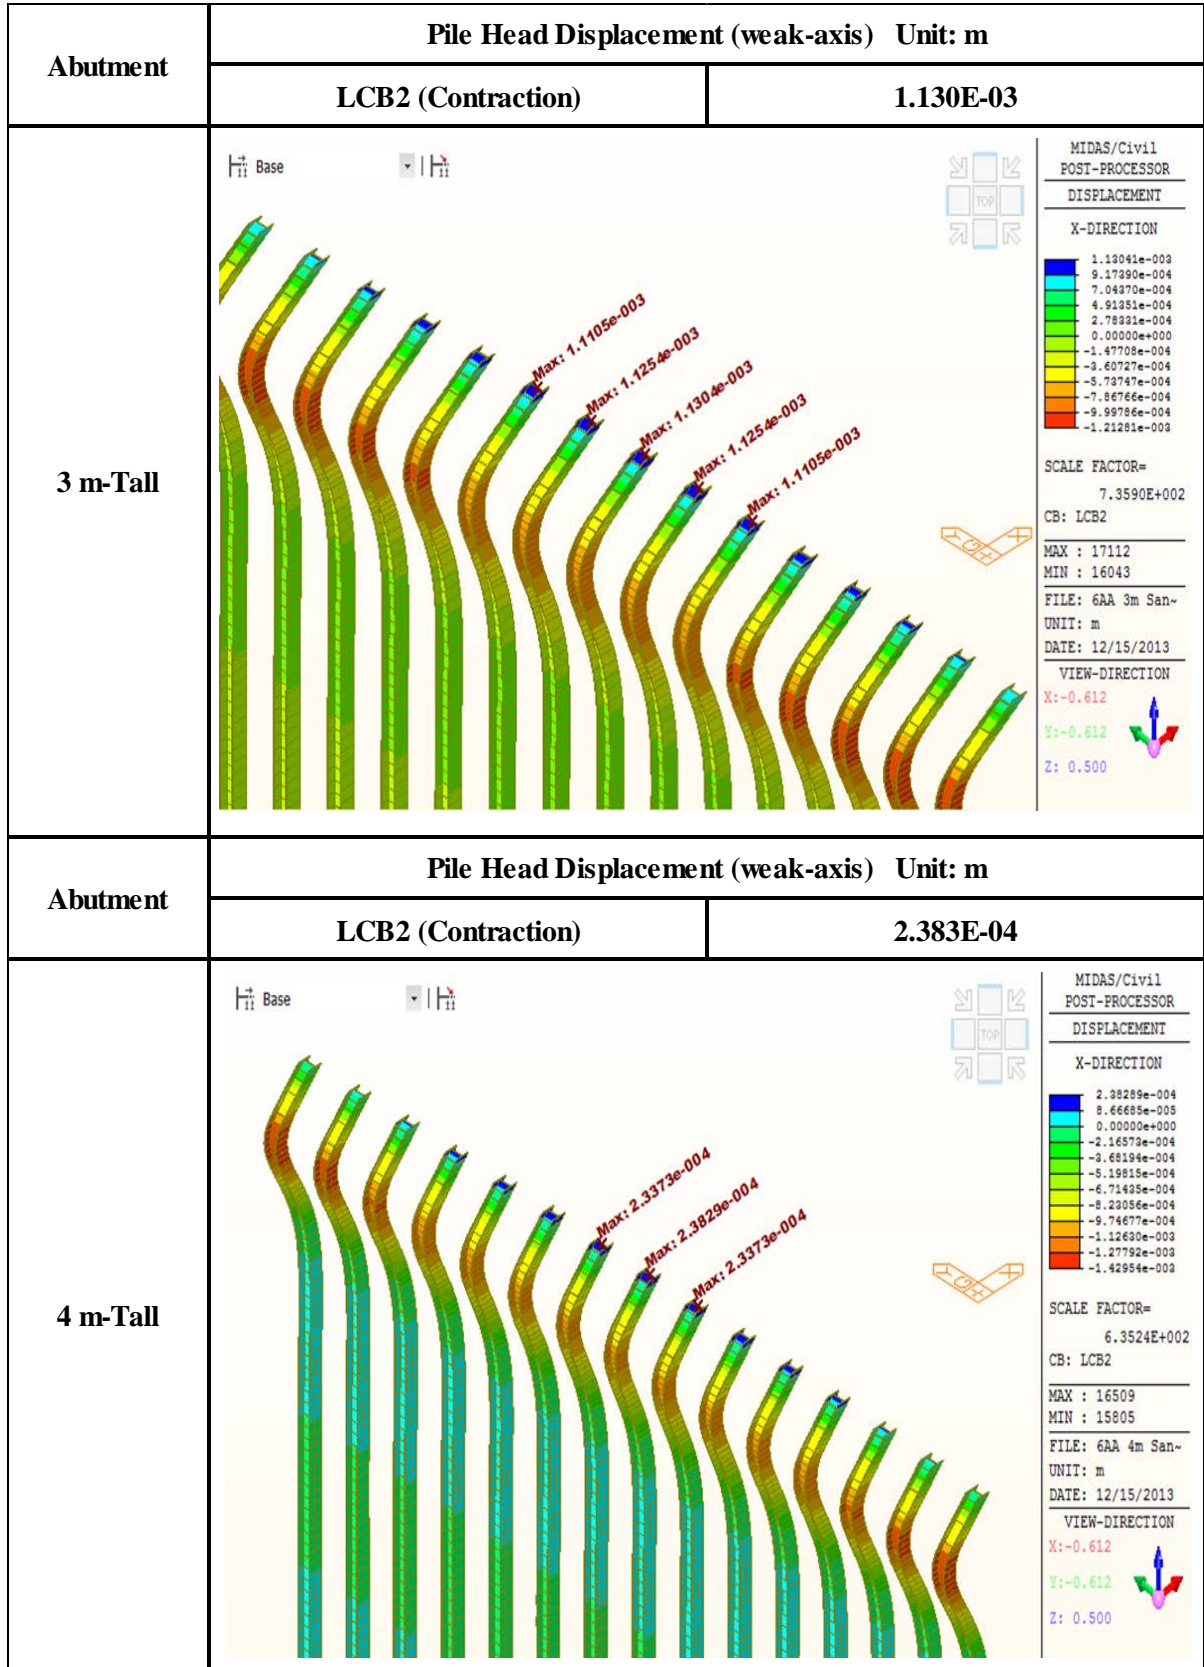 Abutment
Pile Head Displacement (weak-axis) Unit: m
LCB2 (Contraction)
1.130E-03
3 m-Tall
Base
TOP
Max: 1.1105e-003
Max: 1.1254e-003
Max: 1.1304e-003
Max: 1.1254e-003
Max: 1.1105e-003
MIDAS/Civil
POST-PROCESSOR
DISPLACEMENT
X-DIRECTION
1.13041e-003
9.17390e-004
7.04370e-004
4.91351e-004
2.78331e-004
0.00000e+000
-1.47708e-004
-3.60727e-004
-5.73747e-004
-7.86766e-004
-9.99786e-004
-1.21281e-003
SCALE FACTOR=
7.3590E+002
CB: LCB2
MAX : 17112
MIN : 16043
FILE: 6AA 3m San~
UNIT: m
DATE: 12/15/2013
VIEW-DIRECTION
X:-0.612
Y:-0.612
Z: 0.500
Abutment
Pile Head Displacement (weak-axis) Unit: m
LCB2 (Contraction)
2.383E-04
4 m-Tall
Base
TOP
Max: 2.3373e-004
Max: 2.3829e-004
Max: 2.3373e-004
MIDAS/Civil
POST-PROCESSOR
DISPLACEMENT
X-DIRECTION
2.38289e-004
8.66685e-005
0.00000e+000
-2.16573e-004
-3.68194e-004
-5.19815e-004
-6.71435e-004
-8.23056e-004
-9.74677e-004
-1.12630e-003
-1.27792e-003
-1.42954e-003
SCALE FACTOR=
6.3524E+002
CB: LCB2
MAX : 16509
MIN : 15805
FILE: 6AA 4m San~
UNIT: m
DATE: 12/15/2013
VIEW-DIRECTION
X:-0.612
Y:-0.612
Z: 0.500